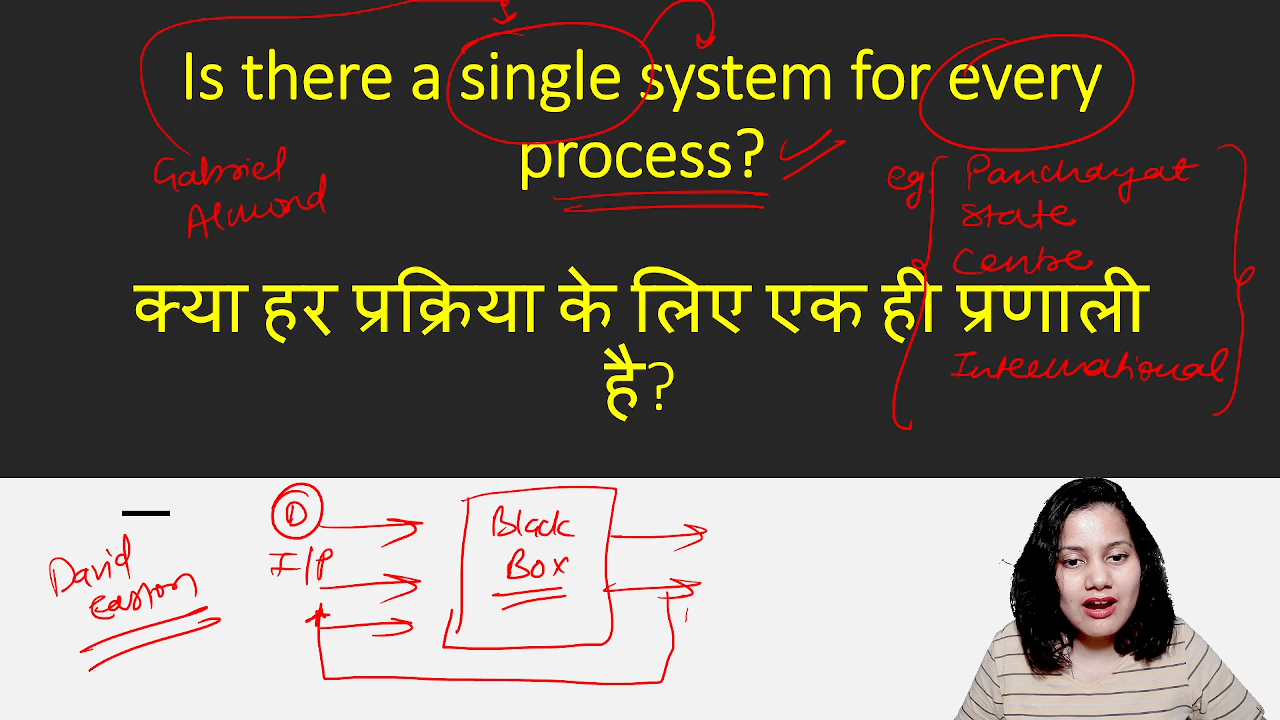 Is there a single system for every
process?
Gabriel
Almond
eg.
Panchayat
State
Centre
International
क्या हर प्रक्रिया के लिए एक ही प्रणाली
है?
David
Easton
D
I/P
Black
Box